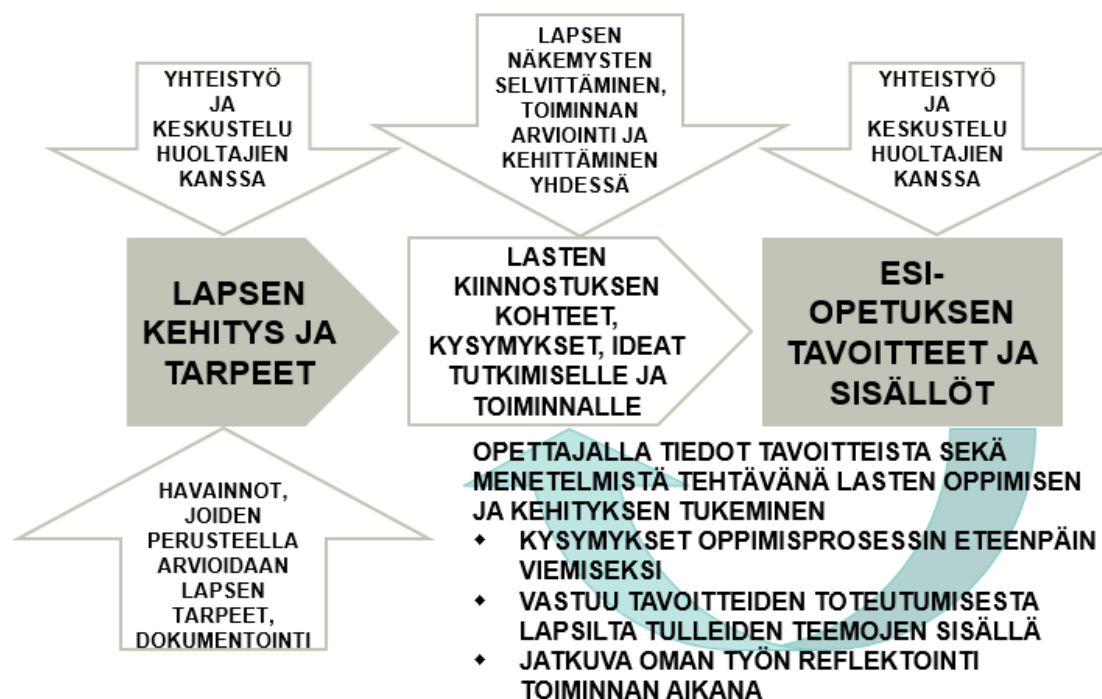 YHTEISTYÖ
JA
KESKUSTELU
HUOLTAJIEN
KANSSA
LAPSEN
NÄKEMYSTEN
SELVITTÄMINEN,
TOIMINNAN
ARVIOINTI JA
KEHITTÄMINEN
YHDESSÄ
YHTEISTYÖ
JA
KESKUSTELU
HUOLTAJIEN
KANSSA
LAPSEN
KEHITYS JA
TARPEET
LASTEN
KIINNOSTUKSEN
KOHTEET,
KYSYMYKSET, IDEAT
TUTKIMISELLE JA
TOIMINNALLE
ESI-
OPETUKSEN
TAVOITTEET JA
SISÄLLÖT
HAVAINNOT,
JOIDEN
PERUSTEELLA
ARVIOIDAAN
LAPSEN
TARPEET,
DOKUMENTOINTI
OPETTAJALLA TIEDOT TAVOITTEISTA SEKÄ
MENETELMISTÄ TEHTÄVÄNÄ LASTEN OPPIMISEN
JA KEHITYKSEN TUKEMINEN
◆ KYSYMYKSET OPPIMISPROSESSIN ETEENPÄIN
VIEMISEKSI
◆ VASTUU TAVOITTEIDEN TOTEUTUMISESTA
LAPSILTA TULLEIDEN TEEMOJEN SISÄLLÄ
◆ JATKUVA OMAN TYÖN REFLEKTOINTI
TOIMINNAN AIKANA